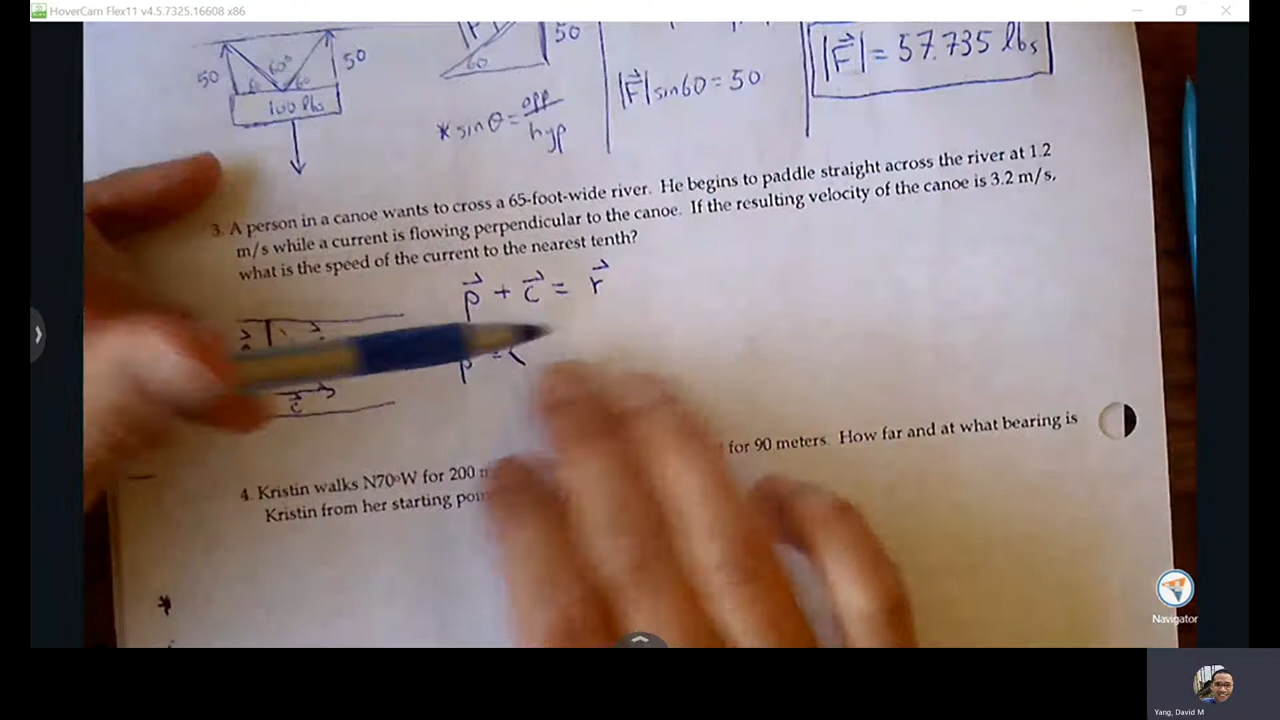 HoverCam Flex11 v4.5.7325.16608 x86
50
60°
60
60
50
100 lbs
60
50
* sin θ = opp/hyp
|F⃗| sin60 = 50
|F⃗| = 57.735 lbs
3. A person in a canoe wants to cross a 65-foot-wide river. He begins to paddle straight across the river at 1.2
m/s while a current is flowing perpendicular to the canoe. If the resulting velocity of the canoe is 3.2 m/s,
what is the speed of the current to the nearest tenth?
p⃗ + c⃗ = r⃗
p = <
c⃗
4. Kristin walks N70°W for 200 for 90 meters. How far and at what bearing is
Kristin from her starting
*
Navigator
Yang, David M